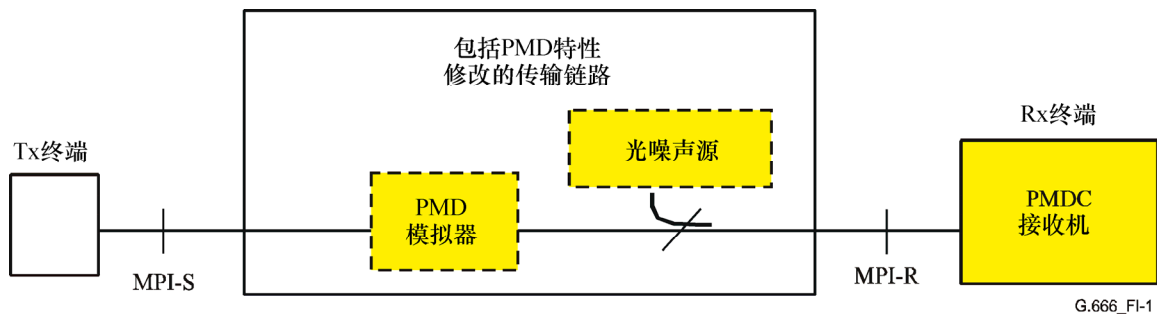 包括PMD特性
修改的传输链路
Rx终端
Tx终端
光噪声源
PMD
模拟器
PMDC
接收机
MPI-S
MPI-R
G.666_FI-1